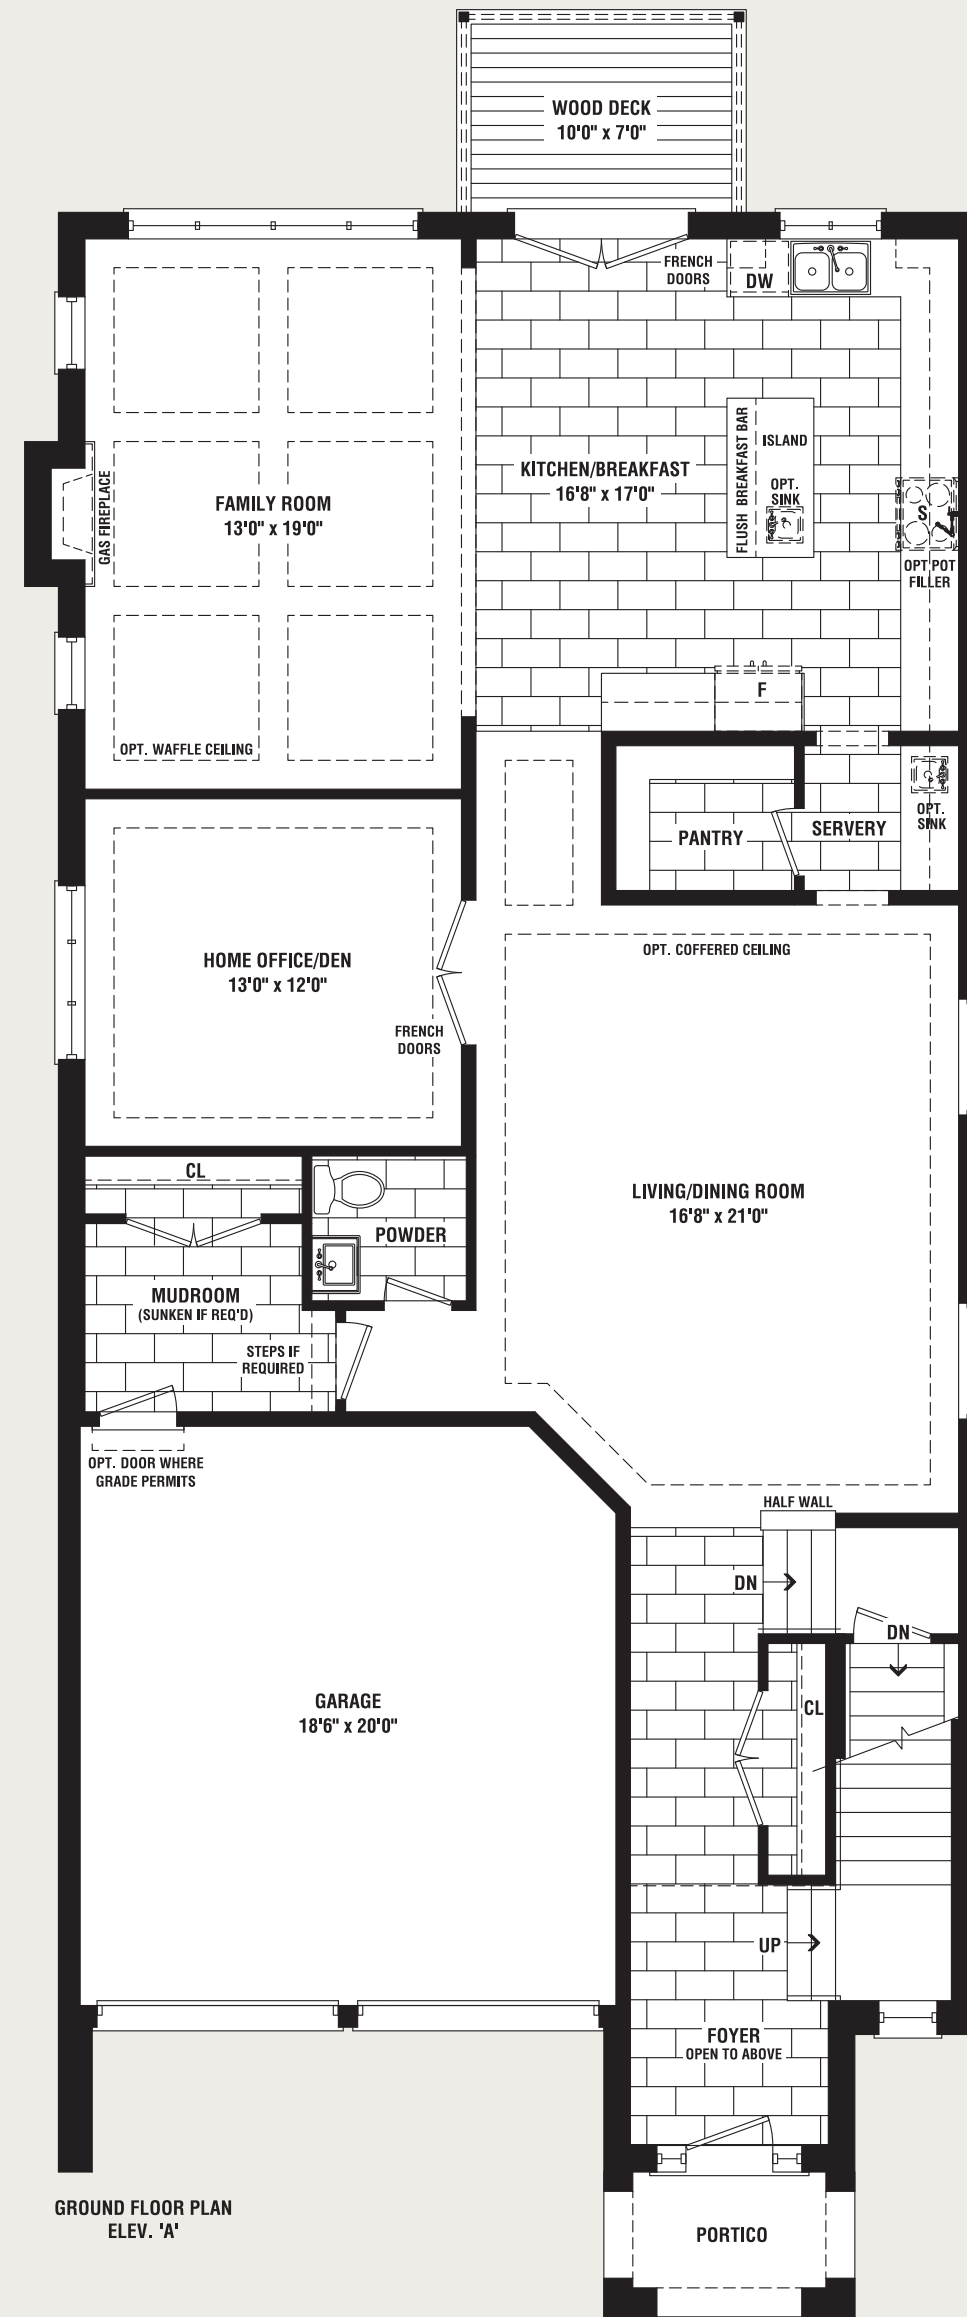 WOOD DECK
10'0" x 7'0"
FRENCH
DOORS
DW
FLUSH BREAKFAST BAR
ISLAND
OPT.
SINK
KITCHEN/BREAKFAST
16'8" x 17'0"
S
OPT POT
FILLER
GAS FIREPLACE
FAMILY ROOM
13'0" x 19'0"
OPT. WAFFLE CEILING
F
PANTRY
SERVERY
OPT.
SINK
HOME OFFICE/DEN
13'0" x 12'0"
FRENCH
DOORS
OPT. COFFERED CEILING
LIVING/DINING ROOM
16'8" x 21'0"
CL
POWDER
MUDROOM
(SUNKEN IF REQ'D)
STEPS IF
REQUIRED
OPT. DOOR WHERE
GRADE PERMITS
HALF WALL
DN
DN
CL
GARAGE
18'6" x 20'0"
UP
FOYER
OPEN TO ABOVE
GROUND FLOOR PLAN
ELEV. 'A'
PORTICO